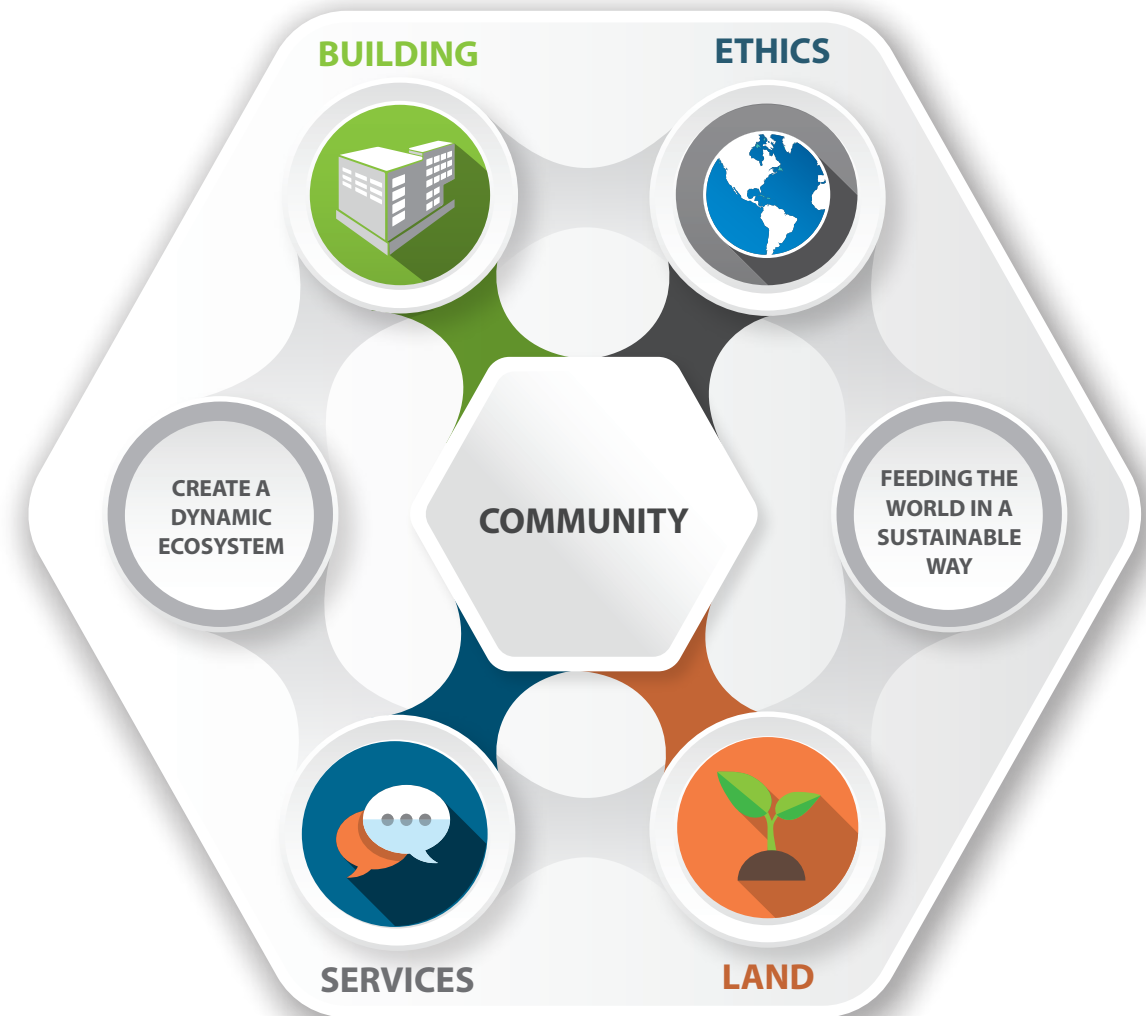 BUILDING
ETHICS
CREATE A
DYNAMIC
ECOSYSTEM
COMMUNITY
FEEDING THE
WORLD IN A
SUSTAINABLE
WAY
SERVICES
LAND